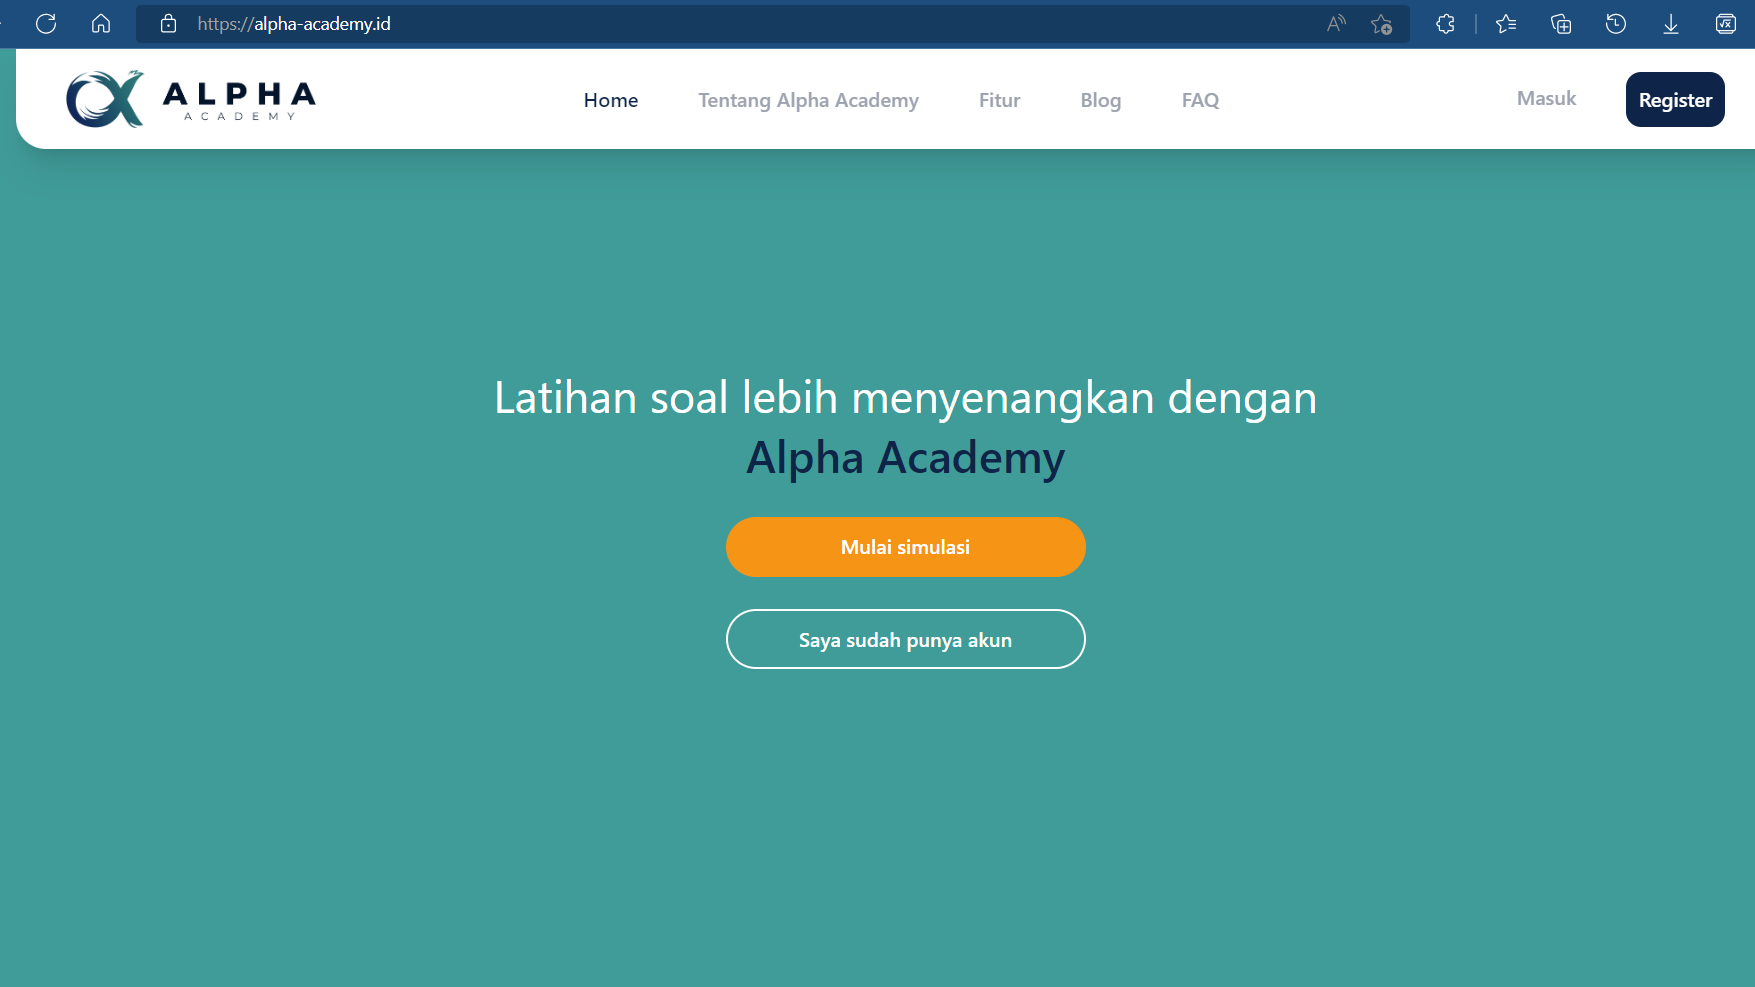 https://alpha-academy.id
ALPHA
ACADEMY
Home
Tentang Alpha Academy
Fitur
Blog
FAQ
Masuk
Register
Latihan soal lebih menyenangkan dengan
Alpha Academy
Mulai simulasi
Saya sudah punya akun